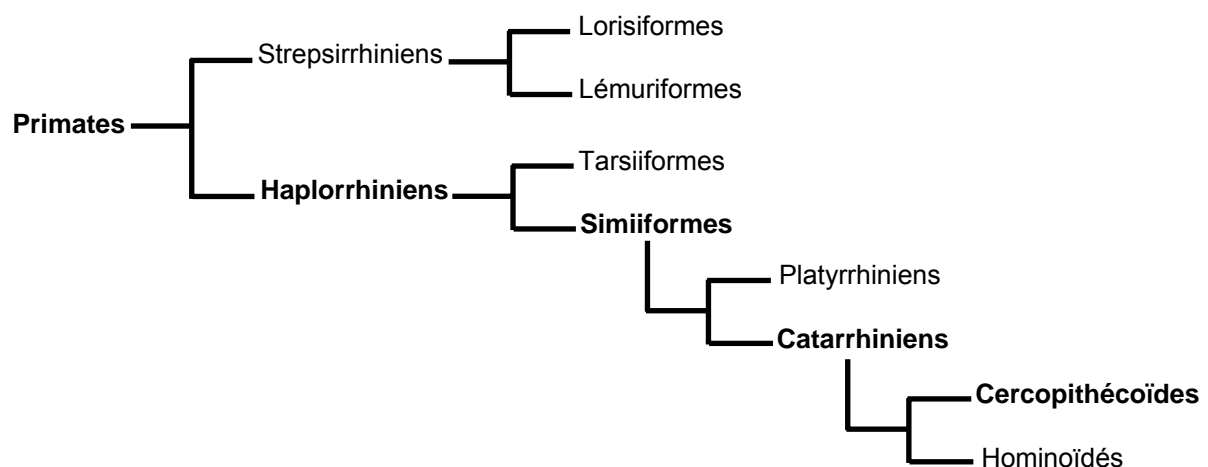 Lorisiformes
Strepsirrhiniens
Lémuriformes
Primates
Tarsiiformes
Haplorrhiniens
Simiiformes
Platyrrhiniens
Catarrhiniens
Cercopithécoïdes
Hominoïdés